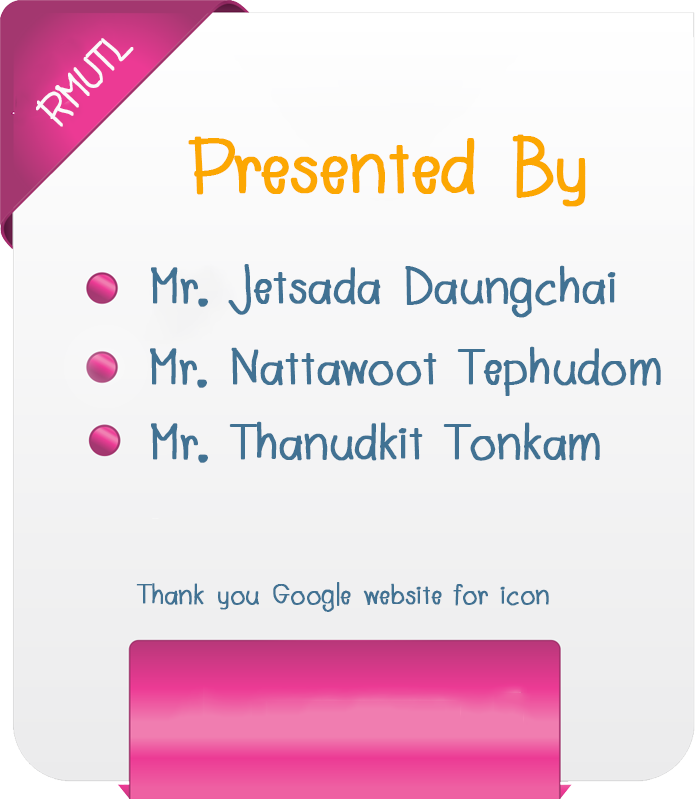 RMUTL
Presented By
Mr. Jetsada Daungchai
Mr. Nattawoot Tephudom
Mr. Thanudkit Tonkam
Thank you Google website for icon